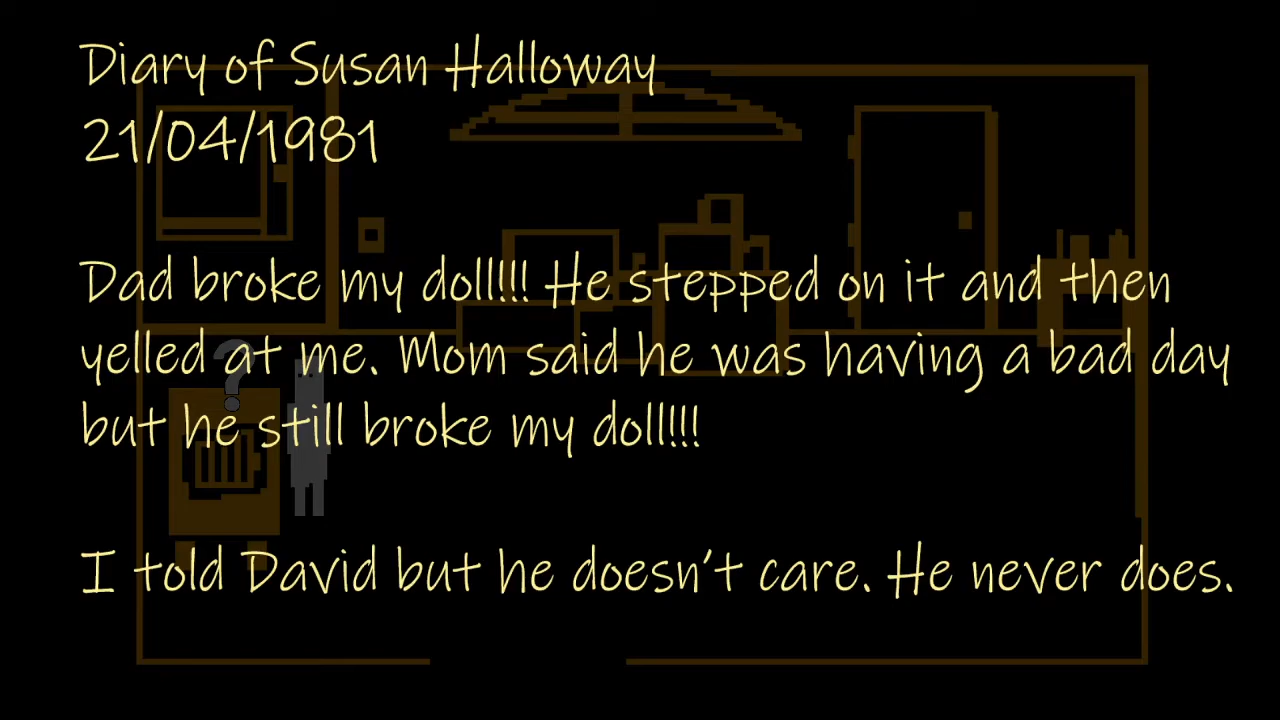 Diary of Susan Halloway
21/04/1981
Dad broke my doll!!! He stepped on it and then
yelled at me. Mom said he was having a bad day
but he still broke my doll!!!
I told David but he doesn't care. He never does.
?